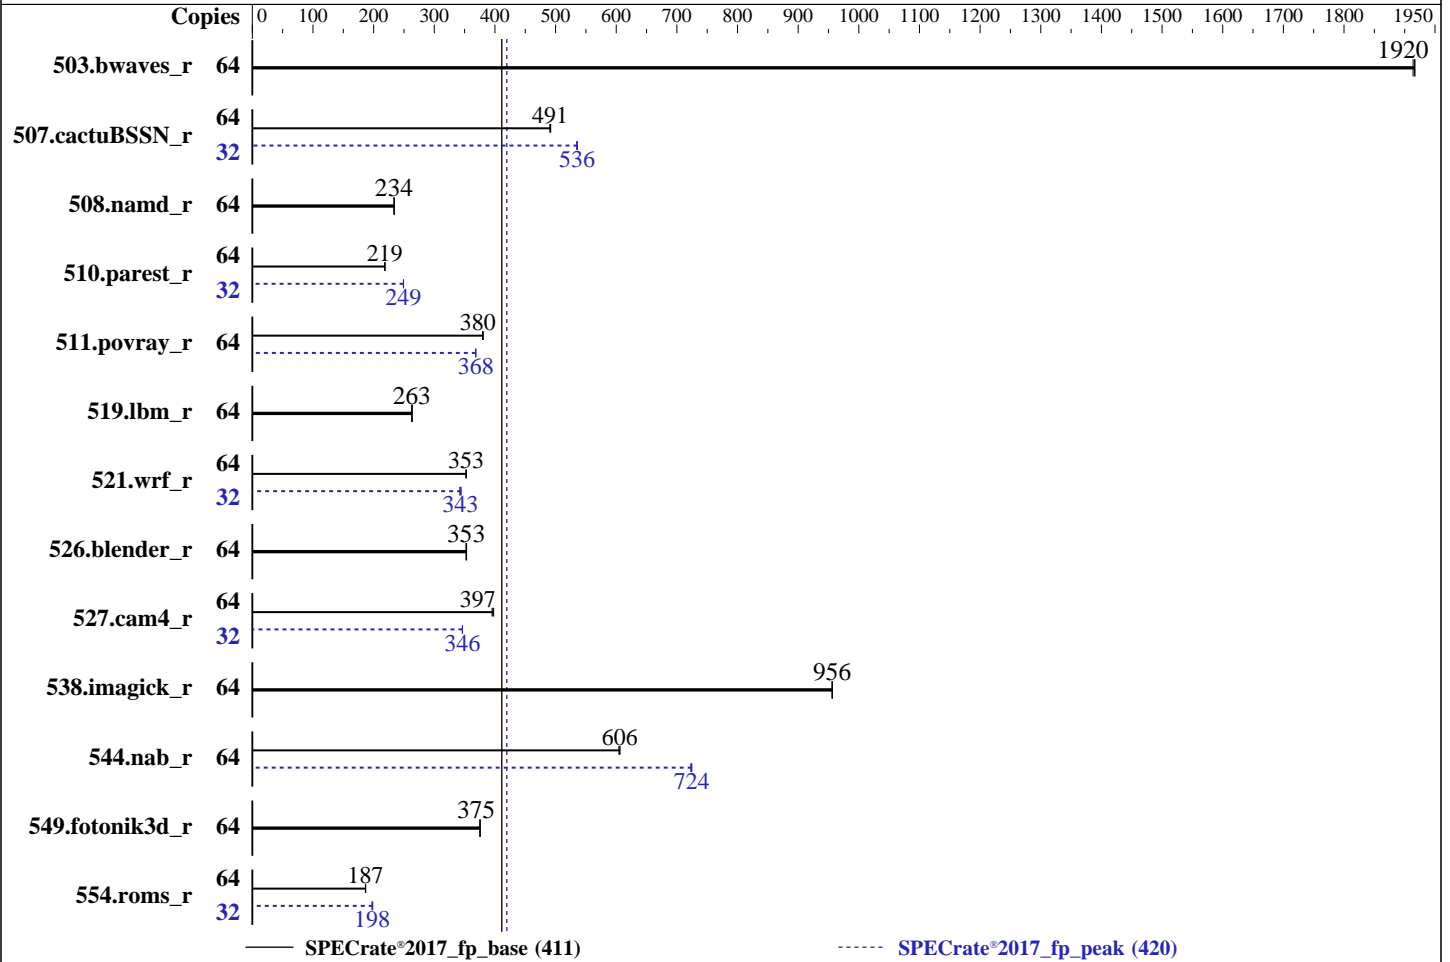 Copies 0 100 200 300 400 500 600 700 800 900 1000 1100 1200 1300 1400 1500 1600 1700 1800 1950
503.bwaves_r 64 1920
507.cactuBSSN_r 64 491
32 536
508.namd_r 64 234
510.parest_r 64 219
32 249
511.povray_r 64 380
368
519.lbm_r 64 263
521.wrf_r 64 353
32 343
526.blender_r 64 353
527.cam4_r 64 397
32 346
538.imagick_r 64 956
544.nab_r 64 606
724
549.fotonik3d_r 64 375
554.roms_r 64 187
32 198
SPECrate®2017_fp_base (411) SPECrate®2017_fp_peak (420)